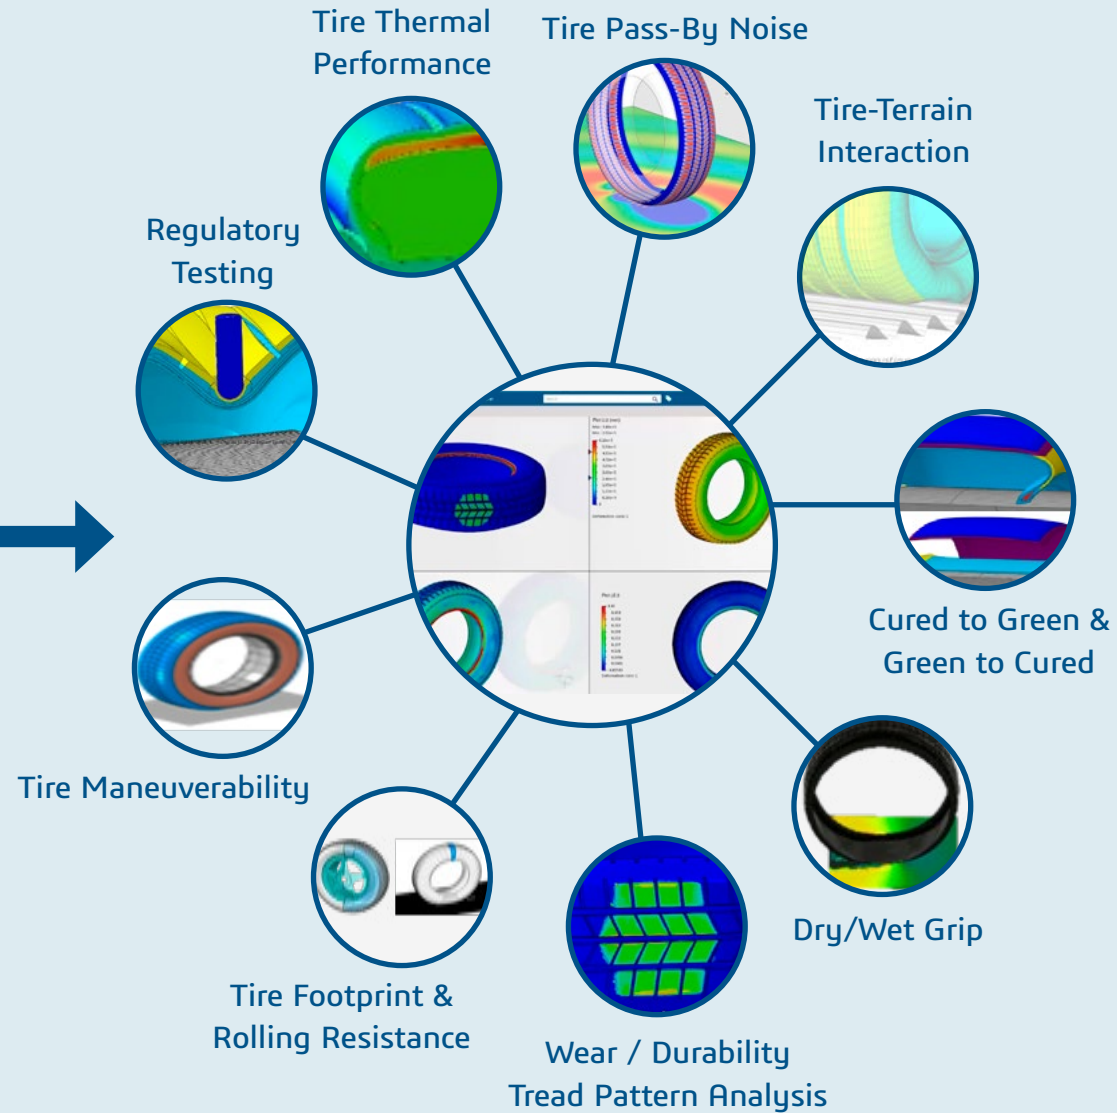 Tire Thermal
Performance
Tire Pass-By Noise
Tire-Terrain
Interaction
Regulatory
Testing
Cured to Green &
Green to Cured
Tire Maneuverability
Dry/Wet Grip
Tire Footprint &
Rolling Resistance
Wear / Durability
Tread Pattern Analysis